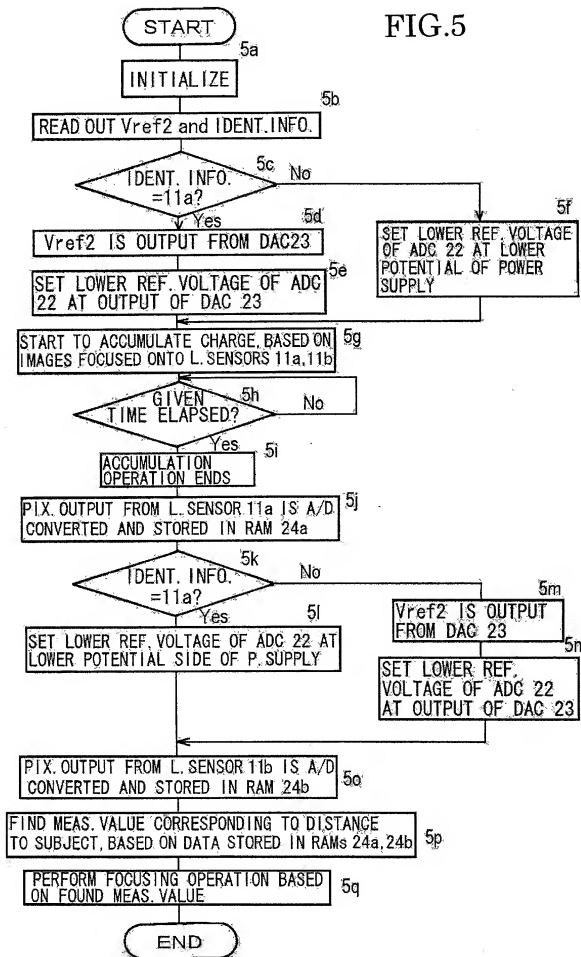 START
FIG.5
5a
INITIALIZE
5b
READ OUT Vref2 and IDENT.INFO.
5c
IDENT. INFO.
=11a?
No
Yes
5d
Vref2 IS OUTPUT FROM DAC23
5f
SET LOWER REF. VOLTAGE
OF ADC 22 AT LOWER
POTENTIAL OF POWER
SUPPLY
5e
SET LOWER REF. VOLTAGE OF ADC
22 AT OUTPUT OF DAC 23
5g
START TO ACCUMULATE CHARGE, BASED ON
IMAGES FOCUSED ONTO L. SENSORS 11a, 11b
5h
GIVEN
TIME ELAPSED?
No
Yes
5i
ACCUMULATION
OPERATION ENDS
5j
PIX. OUTPUT FROM L. SENSOR 11a IS A/D
CONVERTED AND STORED IN RAM 24a
5k
IDENT. INFO.
=11a?
No
Yes
5l
SET LOWER REF. VOLTAGE OF ADC 22 AT
LOWER POTENTIAL SIDE OF P. SUPPLY
5m
Vref2 IS OUTPUT
FROM DAC 23
5n
SET LOWER REF.
VOLTAGE OF ADC 22
AT OUTPUT OF DAC 23
PIX. OUTPUT FROM L. SENSOR 11b IS A/D
CONVERTED AND STORED IN RAM 24b
5o
FIND MEAS. VALUE CORRESPONDING TO DISTANCE
TO SUBJECT, BASED ON DATA STORED IN RAMs 24a, 24b
5p
PERFORM FOCUSING OPERATION BASED
ON FOUND MEAS. VALUE
5q
END